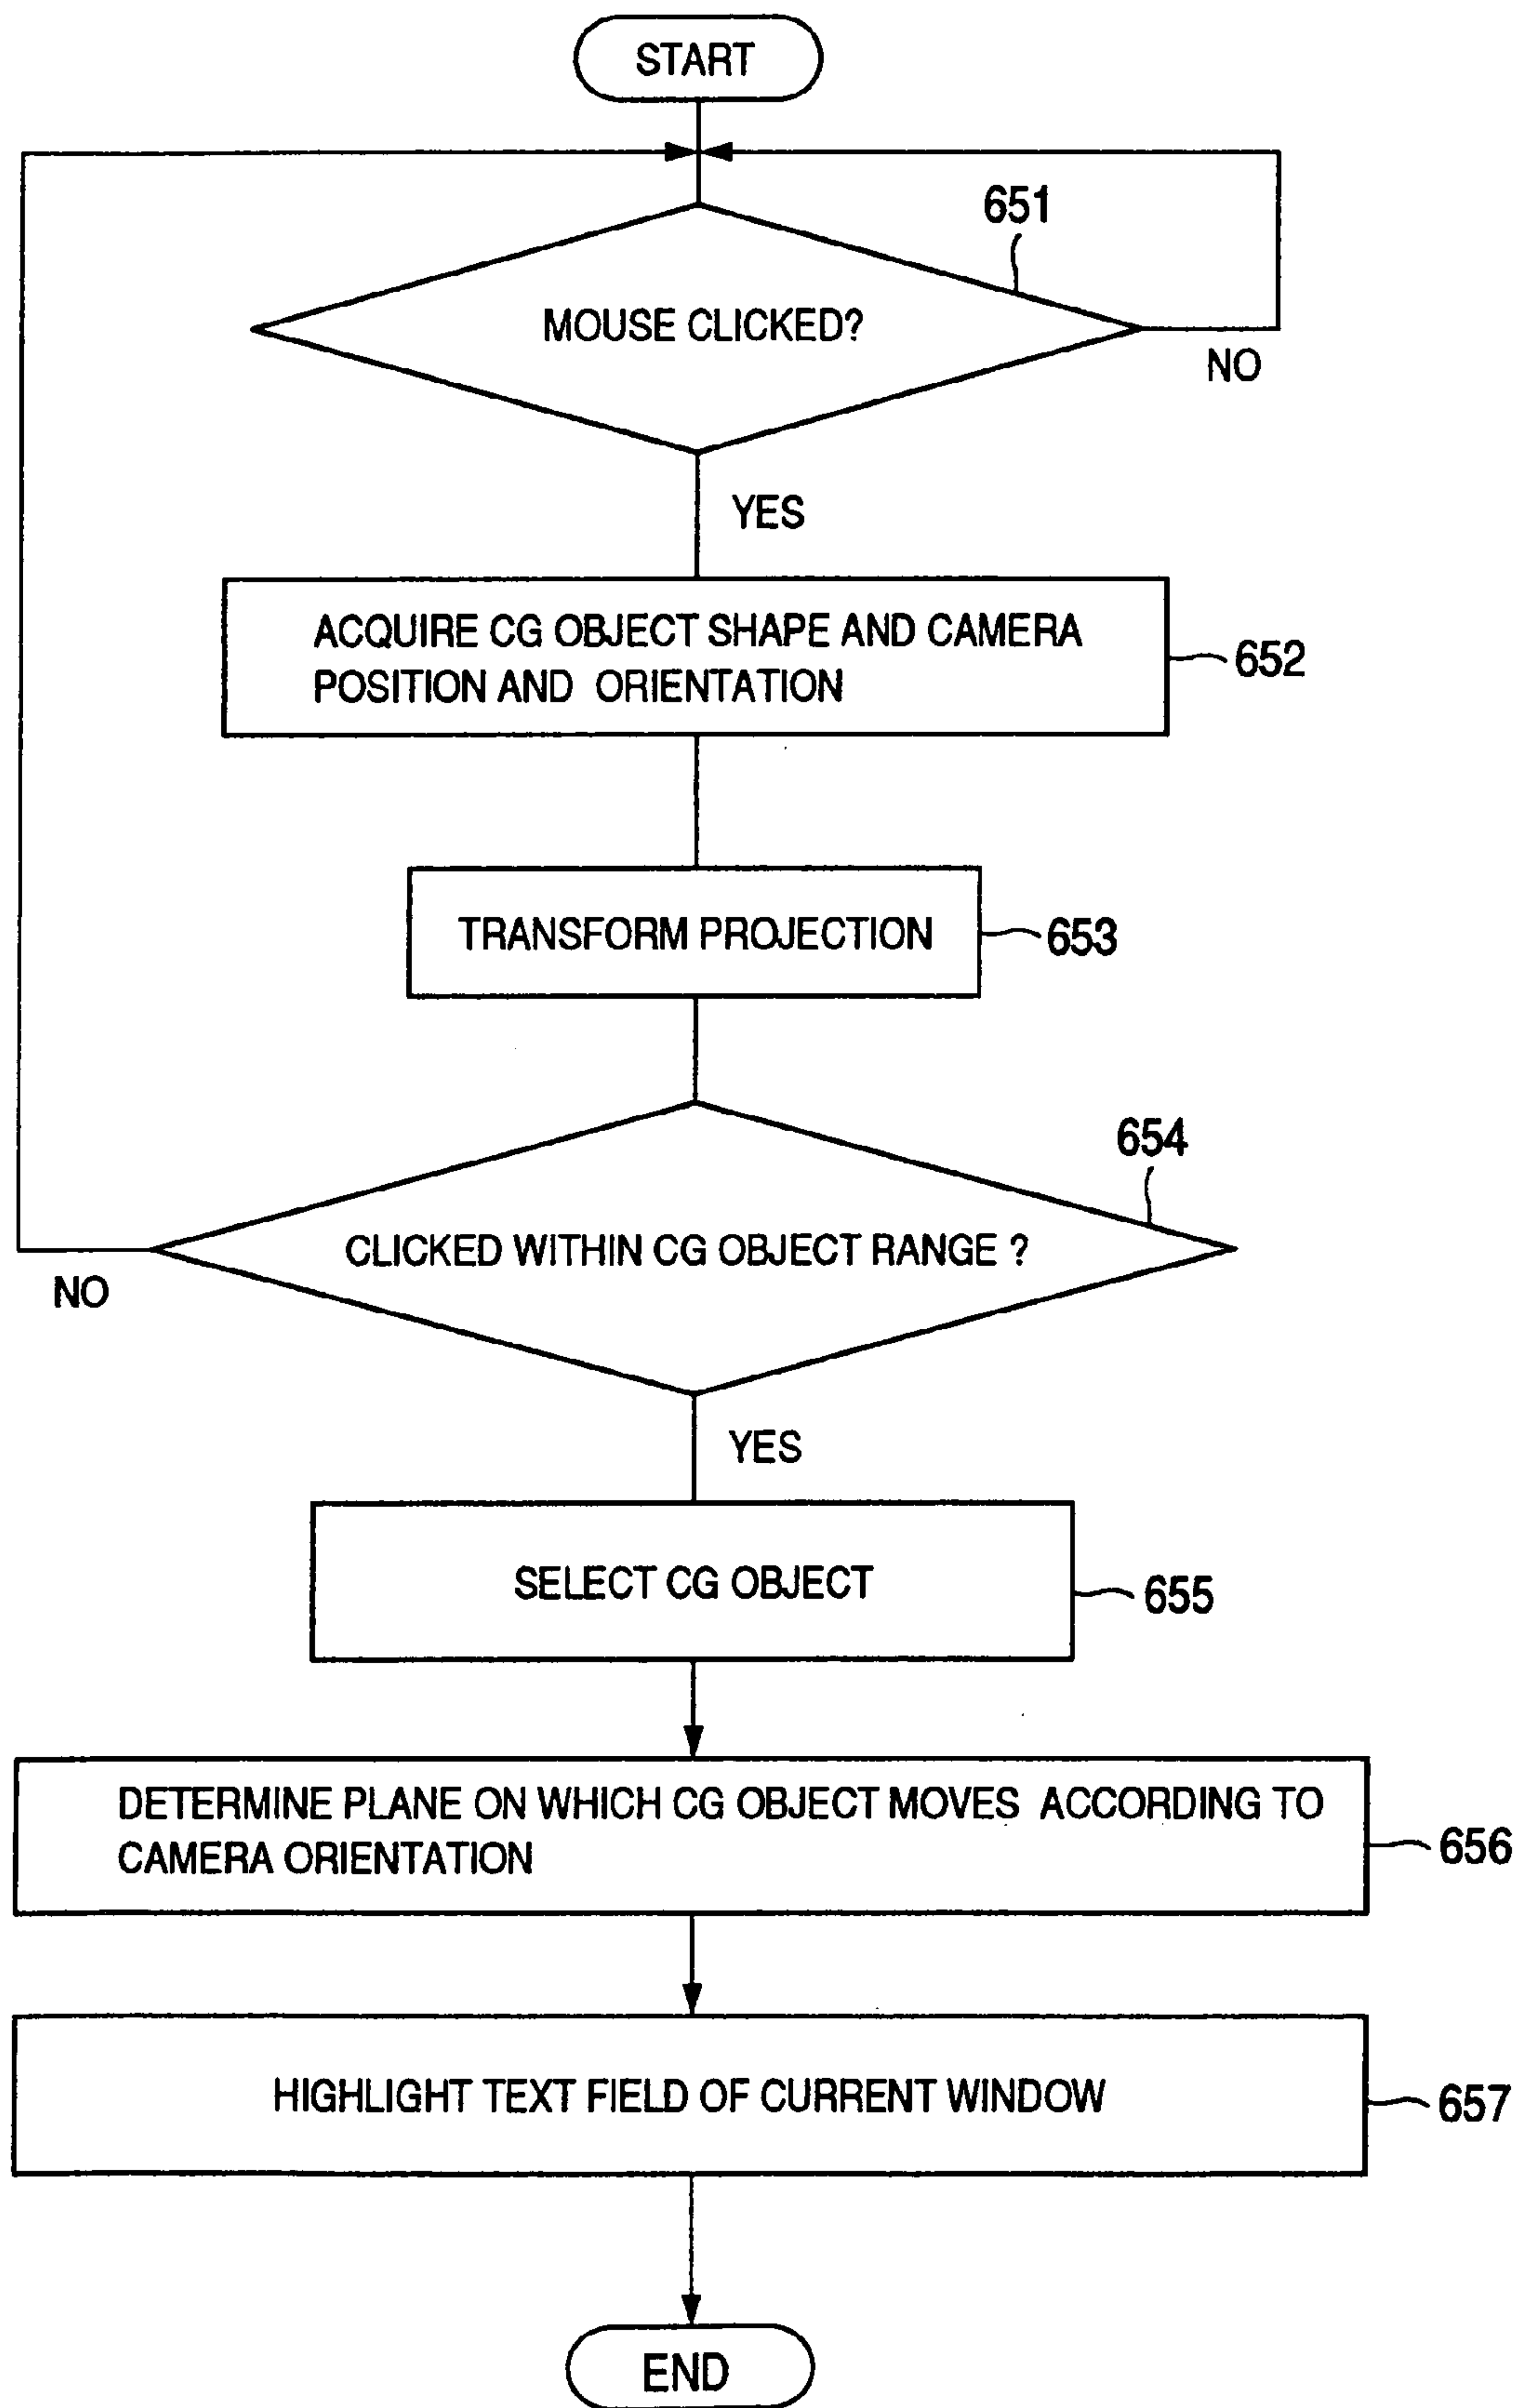 START
651
MOUSE CLICKED?
NO
YES
ACQUIRE CG OBJECT SHAPE AND CAMERA
POSITION AND ORIENTATION
652
TRANSFORM PROJECTION
653
654
CLICKED WITHIN CG OBJECT RANGE ?
NO
YES
SELECT CG OBJECT
655
DETERMINE PLANE ON WHICH CG OBJECT MOVES ACCORDING TO
CAMERA ORIENTATION
656
HIGHLIGHT TEXT FIELD OF CURRENT WINDOW
657
END